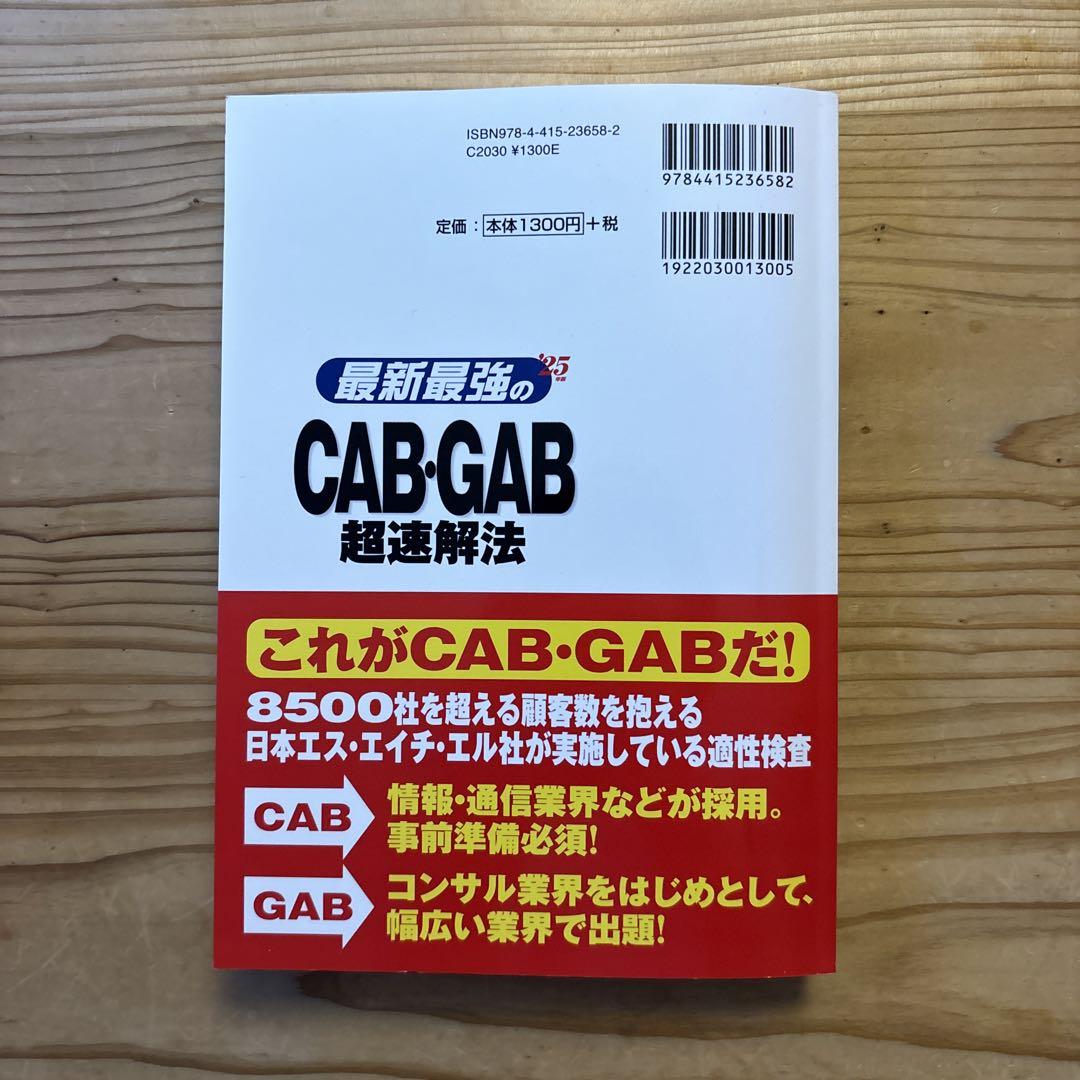 ISBN978-4-415-23658-2
C2030 ¥1300E
9784415236582
定価：本体1300円+税
1922030013005
最新最強の '25年版
CAB・GAB
超速解法
これがCAB・GABだ!
8500社を超える顧客数を抱える
日本エス・エイチ・エル社が実施している適性検査
CAB
情報・通信業界などが採用。
事前準備必須!
GAB
コンサル業界をはじめとして、
幅広い業界で出題!